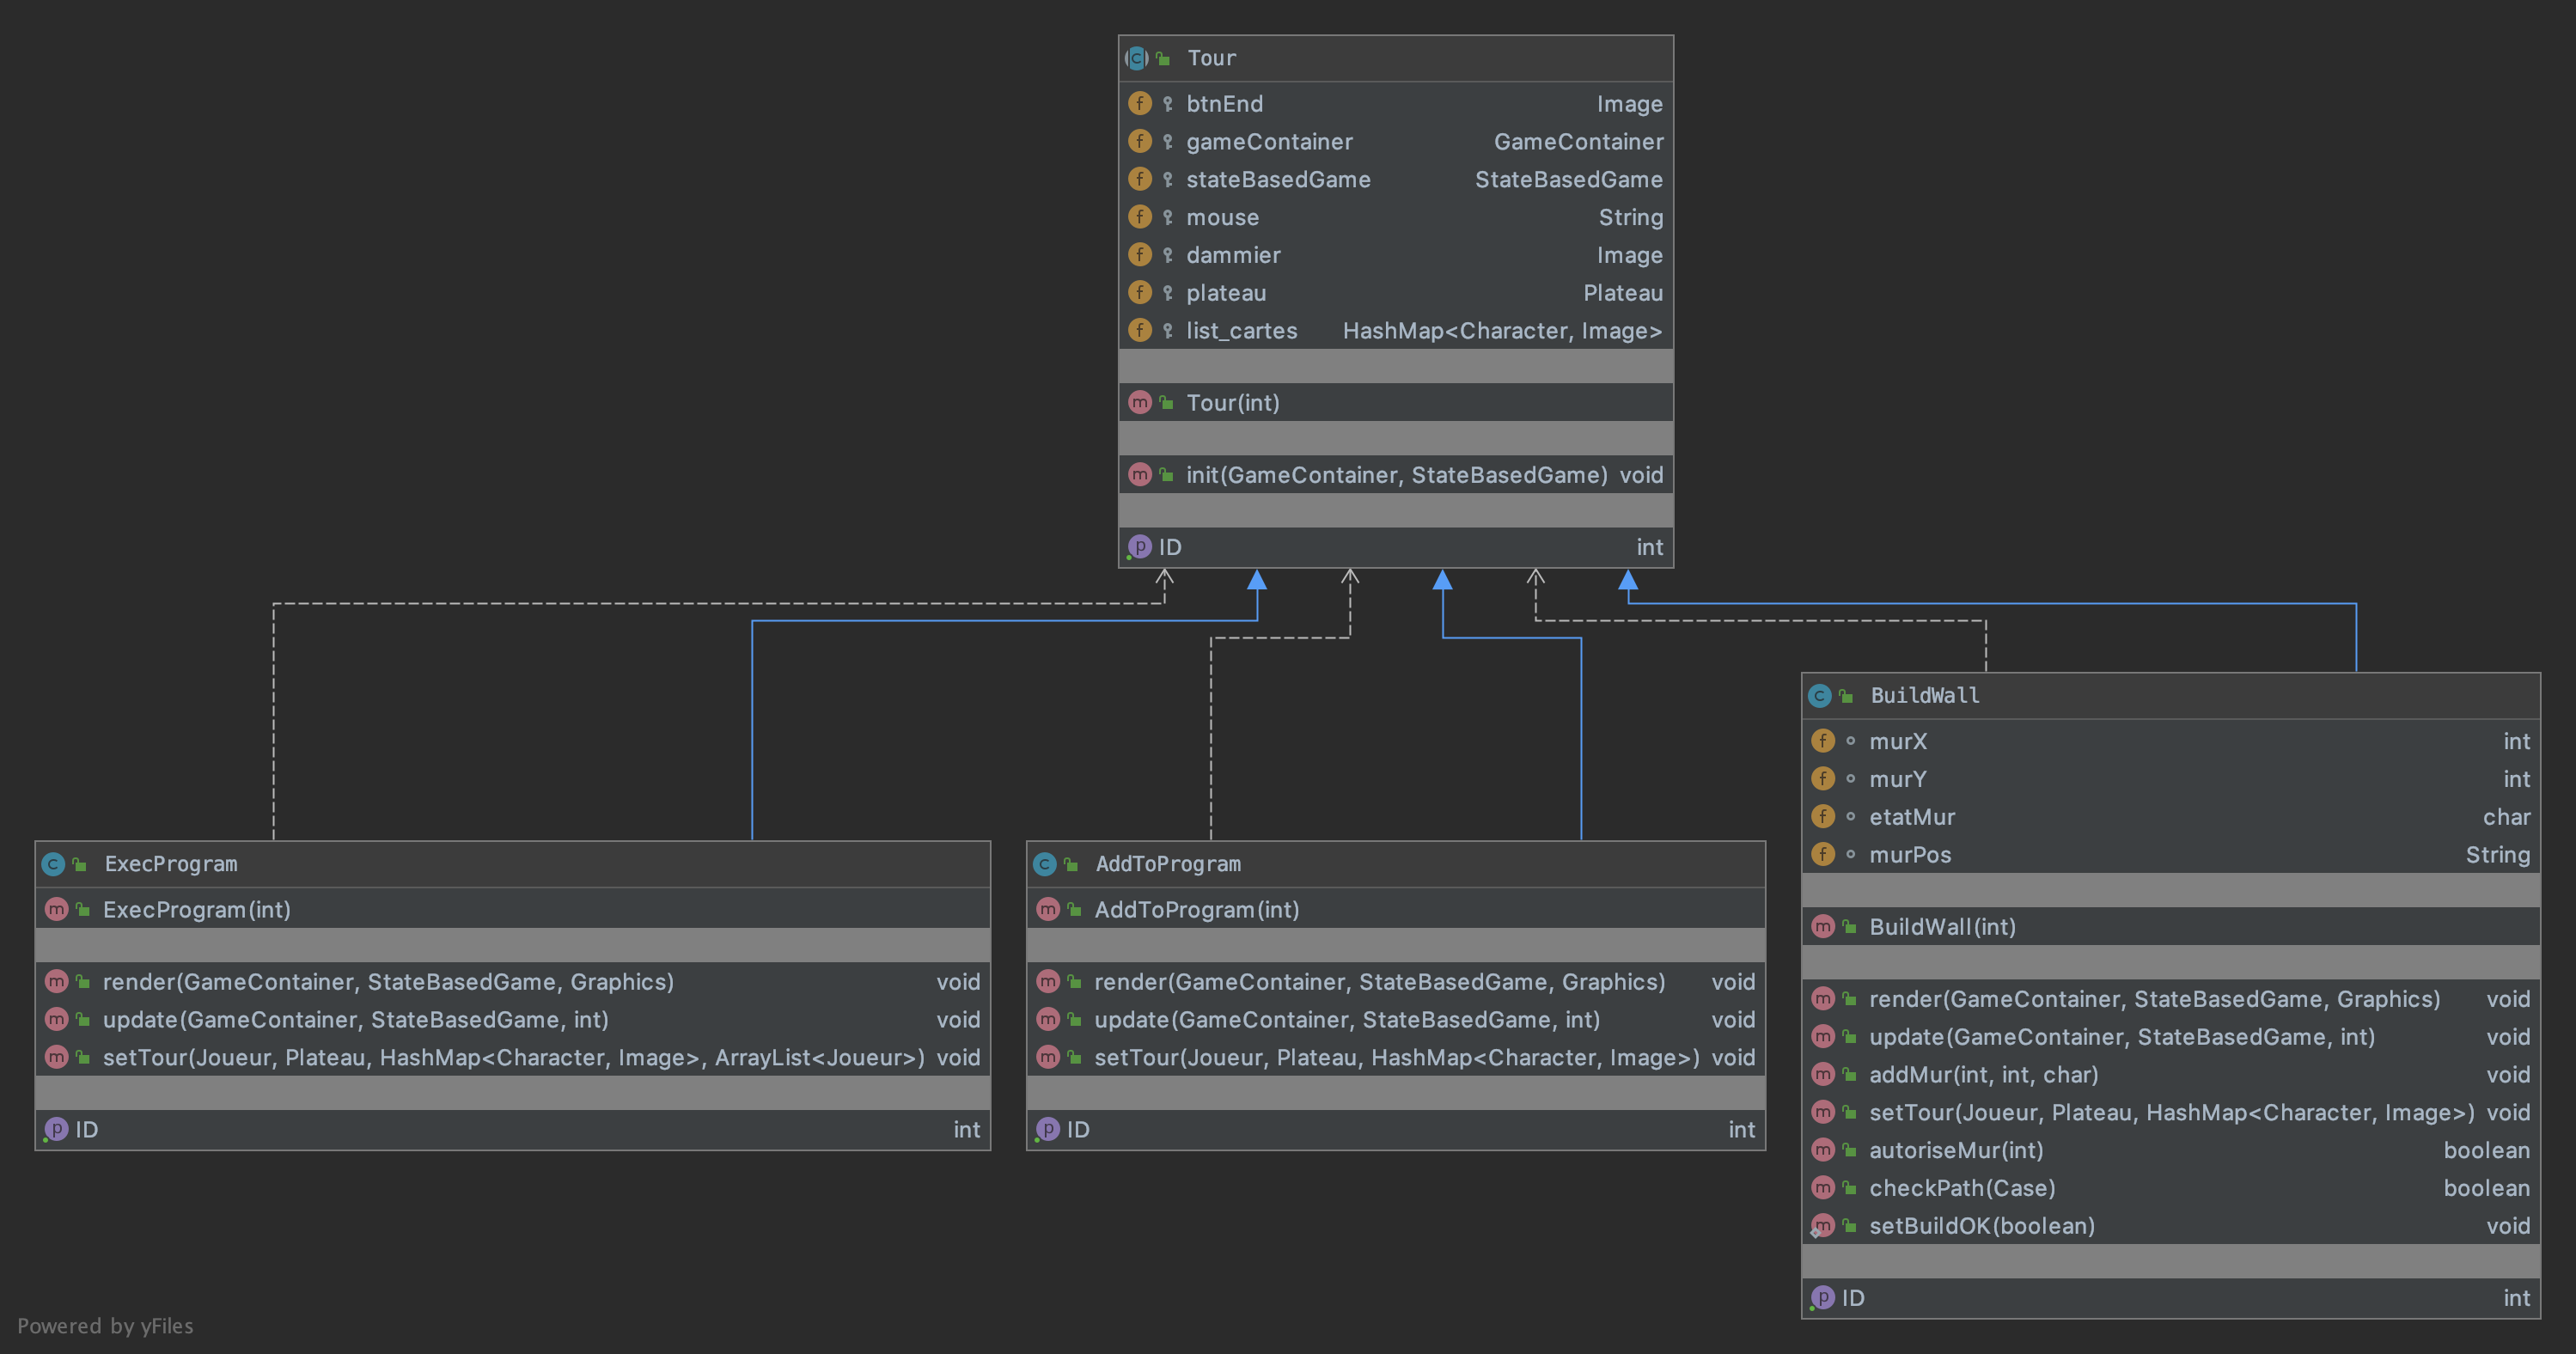 Tour
btnEnd Image
gameContainer GameContainer
stateBasedGame StateBasedGame
mouse String
dammier Image
plateau Plateau
list_cartes HashMap<Character, Image>
Tour(int)
init(GameContainer, StateBasedGame) void
ID int
ExecProgram
ExecProgram(int)
render(GameContainer, StateBasedGame, Graphics) void
update(GameContainer, StateBasedGame, int) void
setTour(Joueur, Plateau, HashMap<Character, Image>, ArrayList<Joueur>) void
ID int
AddToProgram
AddToProgram(int)
render(GameContainer, StateBasedGame, Graphics) void
update(GameContainer, StateBasedGame, int) void
setTour(Joueur, Plateau, HashMap<Character, Image>) void
ID int
BuildWall
murX int
murY int
etatMur char
murPos String
BuildWall(int)
render(GameContainer, StateBasedGame, Graphics) void
update(GameContainer, StateBasedGame, int) void
addMur(int, int, char) void
setTour(Joueur, Plateau, HashMap<Character, Image>) void
autoriseMur(int) boolean
checkPath(Case) boolean
setBuildOK(boolean) void
ID int
Powered by yFiles